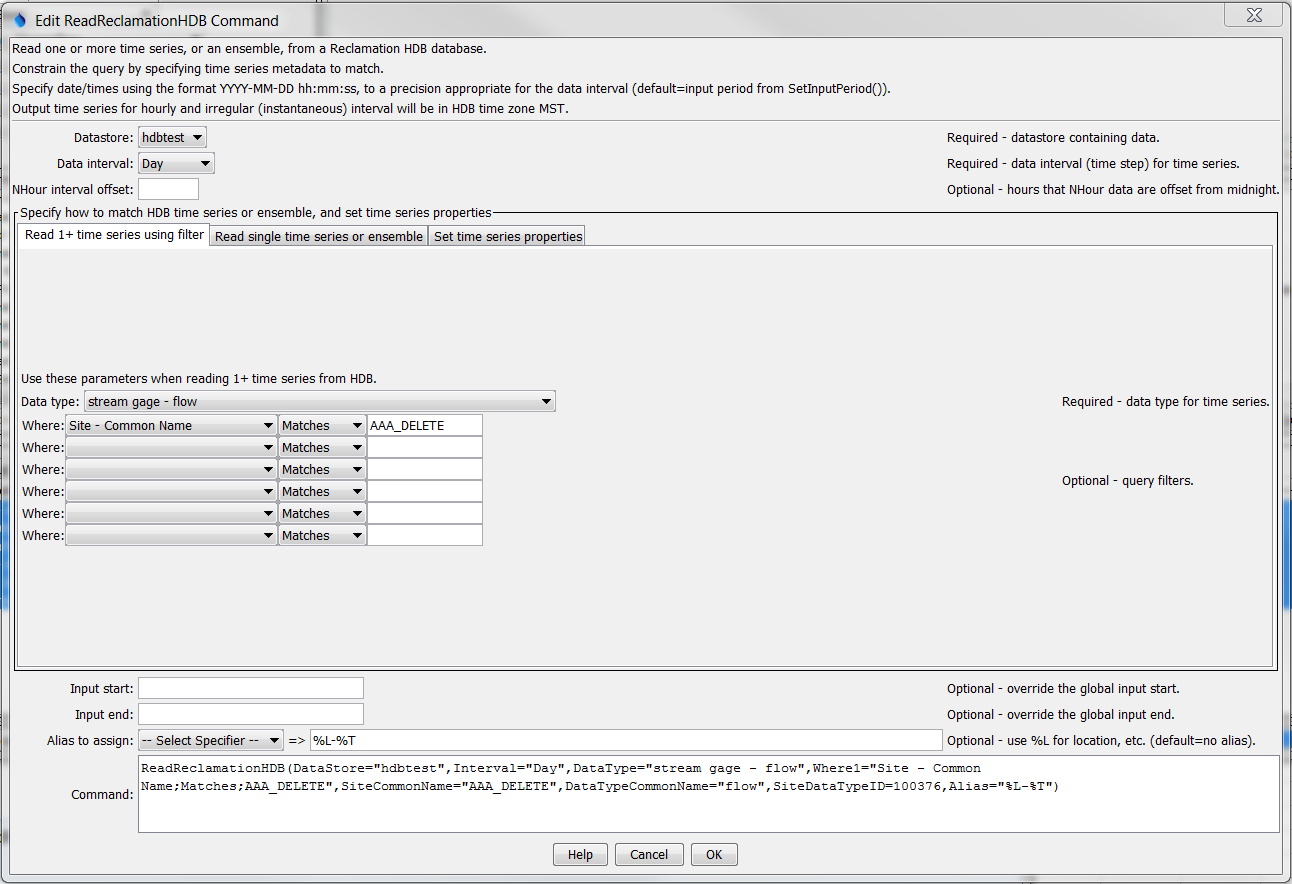 Edit ReadReclamationHDB Command
Read one or more time series, or an ensemble, from a Reclamation HDB database.
Constrain the query by specifying time series metadata to match.
Specify date/times using the format YYYY-MM-DD hh:mm:ss, to a precision appropriate for the data interval (default=input period from SetInputPeriod()).
Output time series for hourly and irregular (instantaneous) interval will be in HDB time zone MST.
Datastore: hdbtest Required - datastore containing data.
Data interval: Day Required - data interval (time step) for time series.
NHour interval offset: Optional - hours that NHour data are offset from midnight.
Specify how to match HDB time series or ensemble, and set time series properties
Read 1+ time series using filter Read single time series or ensemble Set time series properties
Use these parameters when reading 1+ time series from HDB.
Data type: stream gage - flow Required - data type for time series.
Where: Site - Common Name Matches AAA_DELETE
Where: Matches
Where: Matches
Optional - query filters.
Where: Matches
Where: Matches
Where: Matches
Input start: Optional - override the global input start.
Input end: Optional - override the global input end.
Alias to assign: -- Select Specifier -- => %L-%T Optional - use %L for location, etc. (default=no alias).
ReadReclamationHDB(DataStore="hdbtest",Interval="Day",DataType="stream gage - flow",Where1="Site - Common
Command: Name;Matches;AAA_DELETE",SiteCommonName="AAA_DELETE",DataTypeCommonName="flow",SiteDataTypeID=100376,Alias="%L-%T")
Help Cancel OK